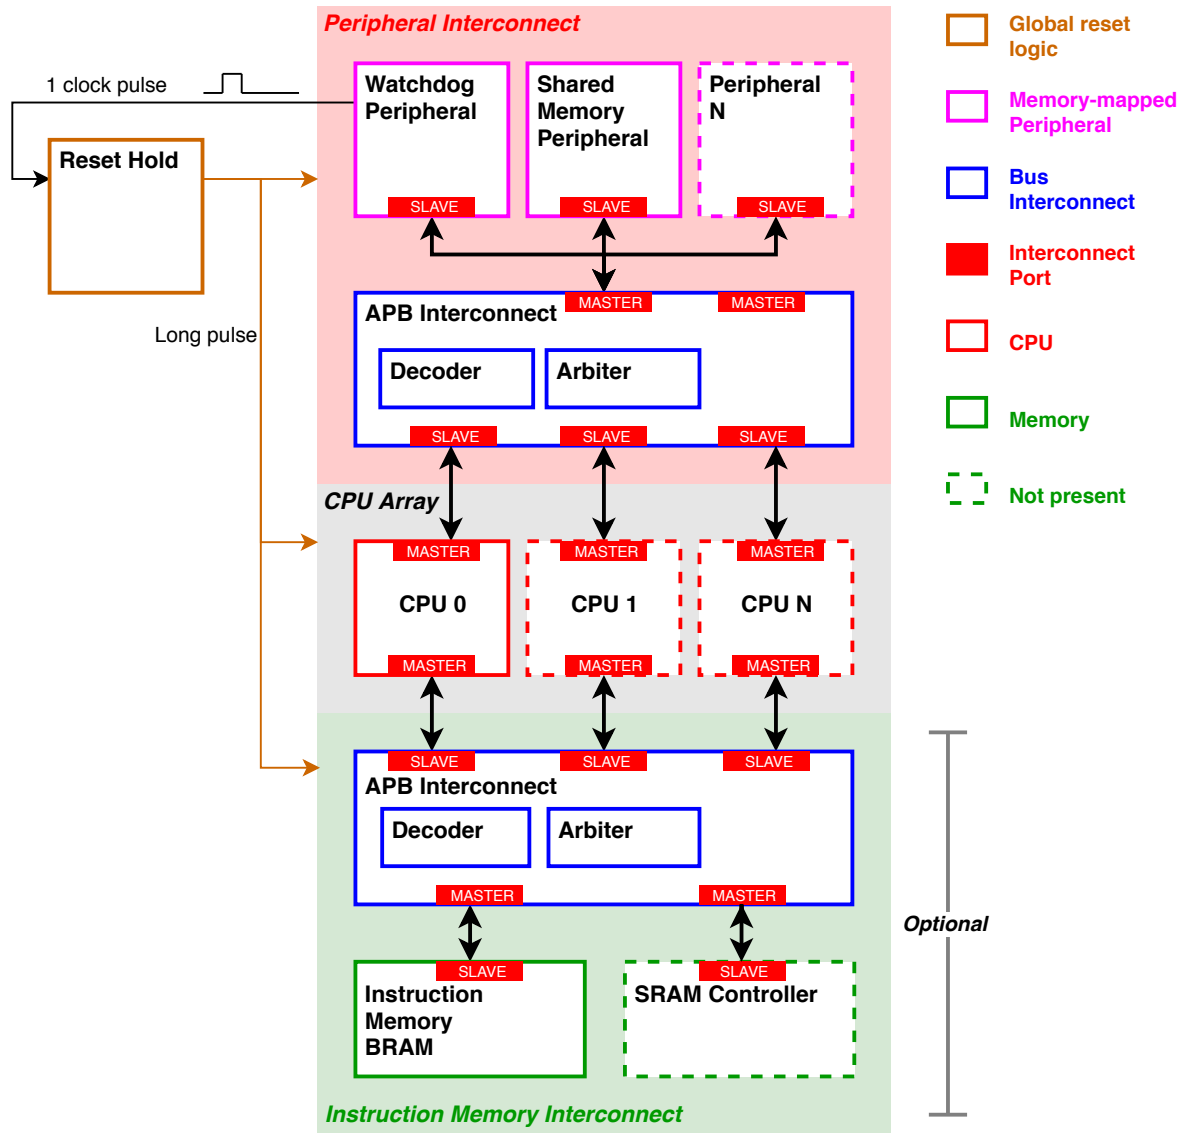 Peripheral Interconnect
1 clock pulse
Watchdog
Peripheral
SLAVE
Shared
Memory
Peripheral
SLAVE
Peripheral
N
SLAVE
Reset Hold
Long pulse
MASTER
MASTER
APB Interconnect
Decoder
Arbiter
SLAVE
SLAVE
SLAVE
CPU Array
MASTER
CPU 0
MASTER
MASTER
CPU 1
MASTER
MASTER
CPU N
MASTER
SLAVE
SLAVE
SLAVE
APB Interconnect
Decoder
Arbiter
MASTER
MASTER
SLAVE
Instruction
Memory
BRAM
SLAVE
SRAM Controller
Instruction Memory Interconnect
Global reset
logic
Memory-mapped
Peripheral
Bus
Interconnect
Interconnect
Port
CPU
Memory
Not present
Optional